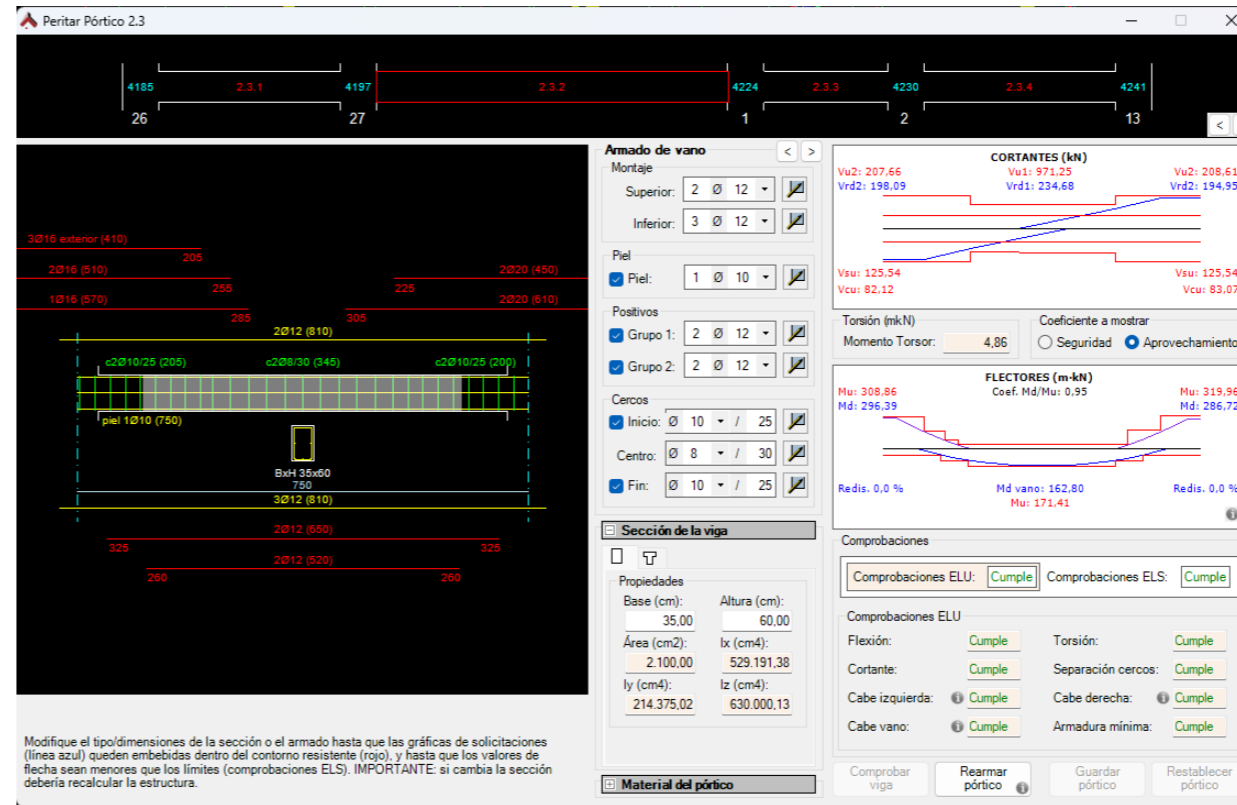 Peritar Pórtico 2.3
4185 2.3.1 4197 2.3.2 4224 2.3.3 4230 2.3.4 4241
26 27 1 2 13
<
3Ø16 exterior (410)
205
2Ø16 (510) 2Ø20 (450)
255 225
1Ø16 (570) 2Ø20 (610)
285 305
2Ø12 (810)
c2Ø10/25 (205) c2Ø8/30 (345) c2Ø10/25 (200)
piel 1Ø10 (750)
BxH 35x60
750
3Ø12 (810)
2Ø12 (650)
325 325
2Ø12 (520)
260 260
Modifique el tipo/dimensiones de la sección o el armado hasta que las gráficas de solicitaciones
(línea azul) queden embebidas dentro del contorno resistente (rojo), y hasta que los valores de
flecha sean menores que los límites (comprobaciones ELS). IMPORTANTE: si cambia la sección
debería recalcular la estructura.
Armado de vano < >
Montaje
Superior: 2 Ø 12
Inferior: 3 Ø 12
Piel
Piel: 1 Ø 10
Positivos
Grupo 1: 2 Ø 12
Grupo 2: 2 Ø 12
Cercos
Inicio: Ø 10 / 25
Centro: Ø 8 / 30
Fin: Ø 10 / 25
Sección de la viga
Propiedades
Base (cm): Altura (cm):
35,00 60,00
Área (cm2): Ix (cm4):
2.100,00 529.191,38
Iy (cm4): Iz (cm4):
214.375,02 630.000,13
Material del pórtico
CORTANTES (kN)
Vu2: 207,66 Vu1: 971,25 Vu2: 208,61
Vrd2: 198,09 Vrd1: 234,68 Vrd2: 194,95
Vsu: 125,54 Vsu: 125,54
Vcu: 82,12 Vcu: 83,07
Torsión (mkN) Coeficiente a mostrar
Momento Torsor: 4,86 Seguridad Aprovechamiento
FLECTORES (m·kN)
Mu: 308,86 Coef. Md/Mu: 0,95 Mu: 319,96
Md: 296,39 Md: 286,72
Redis. 0,0 % Md vano: 162,80 Redis. 0,0 %
Mu: 171,41
Comprobaciones
Comprobaciones ELU: Cumple Comprobaciones ELS: Cumple
Comprobaciones ELU
Flexión: Cumple Torsión: Cumple
Cortante: Cumple Separación cercos: Cumple
Cabe izquierda: Cumple Cabe derecha: Cumple
Cabe vano: Cumple Armadura mínima: Cumple
Comprobar viga Rearmar pórtico Guardar pórtico Restablecer pórtico